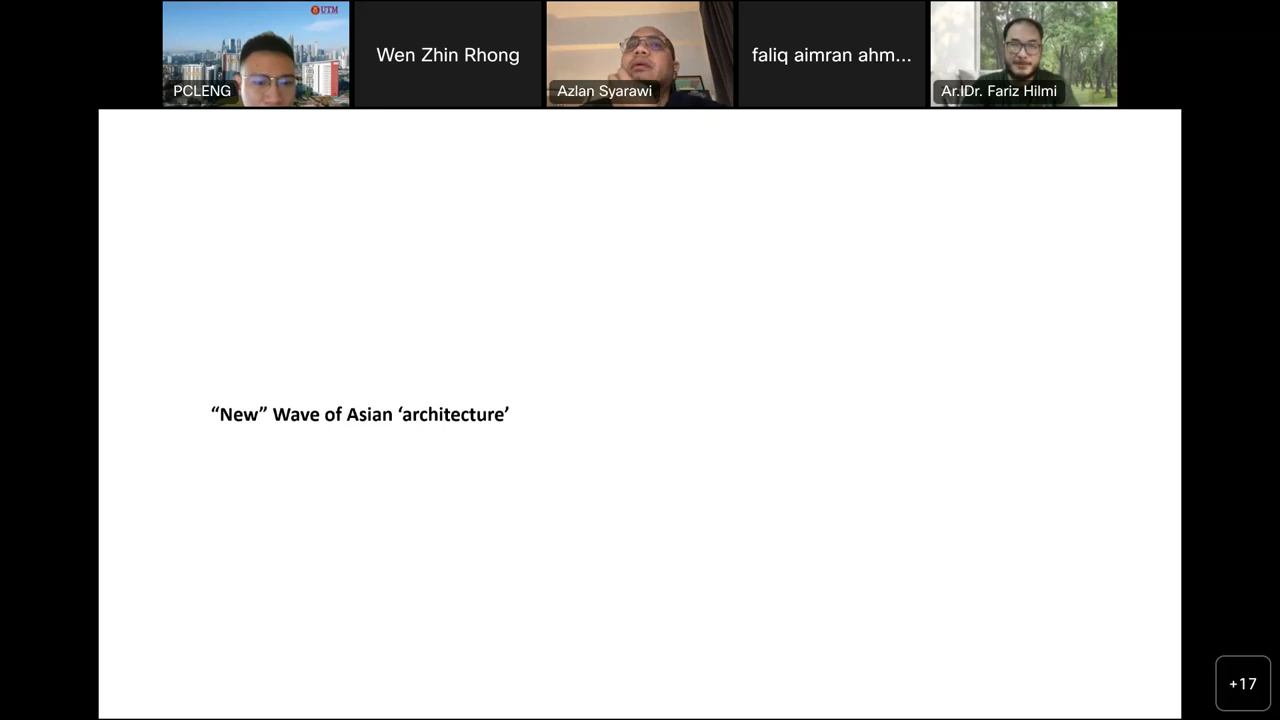 UTM
PCLENG
Wen Zhin Rhong
Azlan Syarawi
faliq aimran ahm...
Ar.IDr. Fariz Hilmi
“New” Wave of Asian ‘architecture’
+17